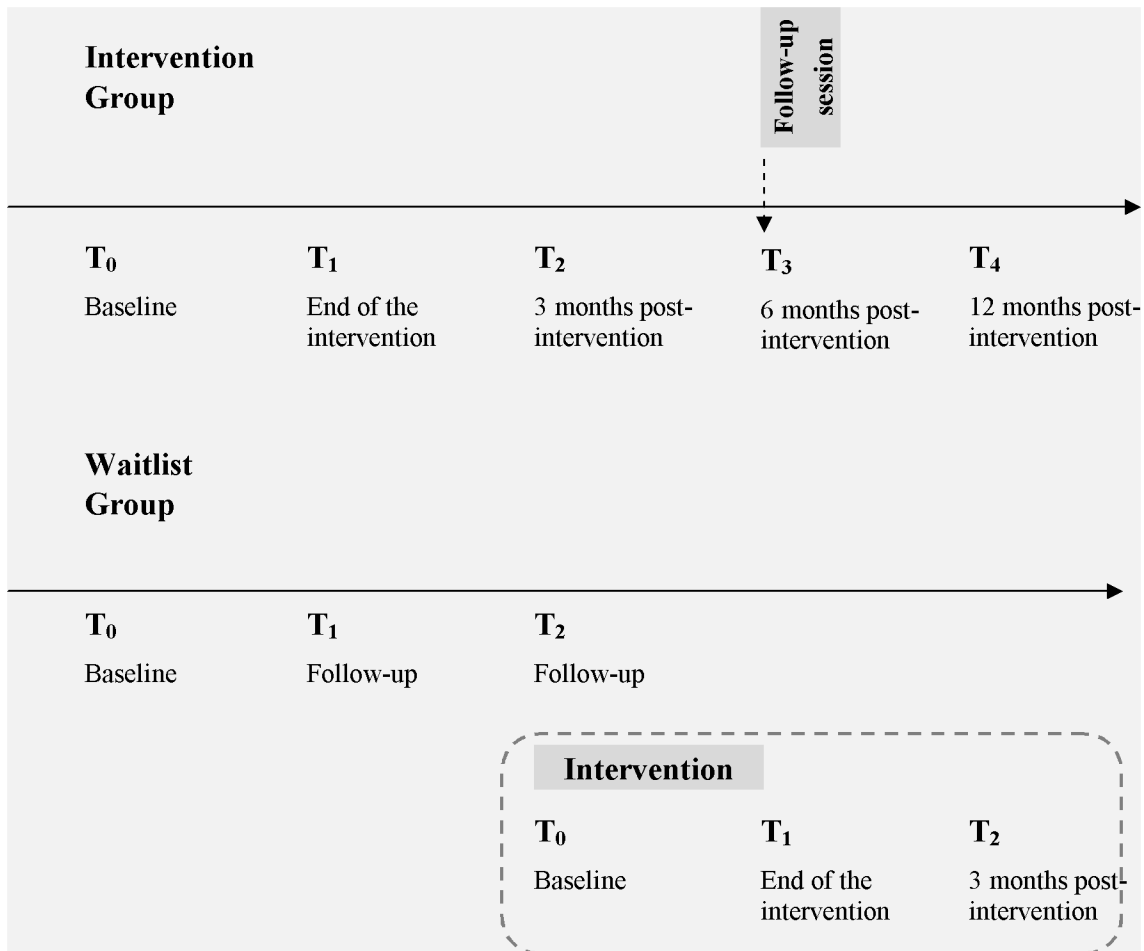 Intervention
Group
Follow-up
session
T₀
T₁
T₂
T₃
T₄
Baseline
End of the
intervention
3 months post-
intervention
6 months post-
intervention
12 months post-
intervention
Waitlist
Group
T₀
T₁
T₂
Baseline
Follow-up
Follow-up
Intervention
T₀
T₁
T₂
Baseline
End of the
intervention
3 months post-
intervention